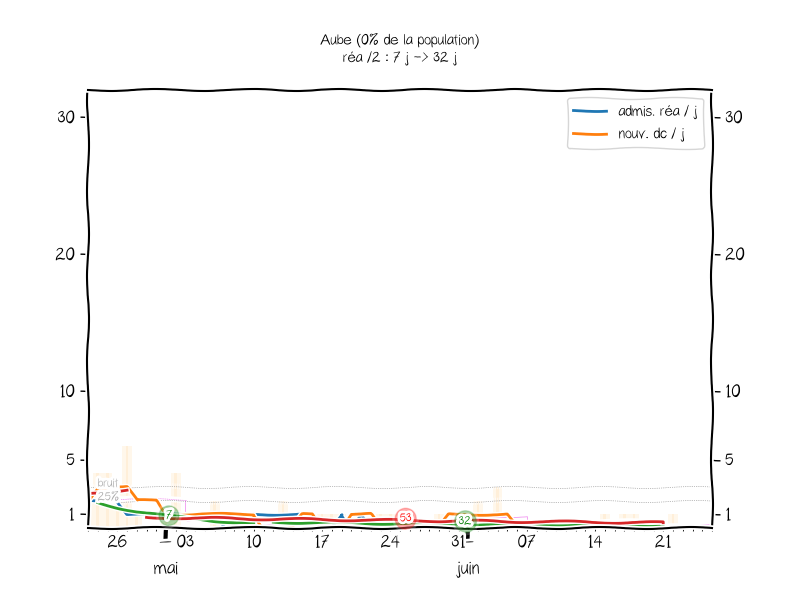 Aube (0% de la population)
réa /2 : 7 j -> 32 j
admis. réa / j
nouv. dc / j
30 30
20 20
10 10
5 5
1 1
bruit
25%
7 53 32
26 03 10 17 24 31 07 14 21
mai juin